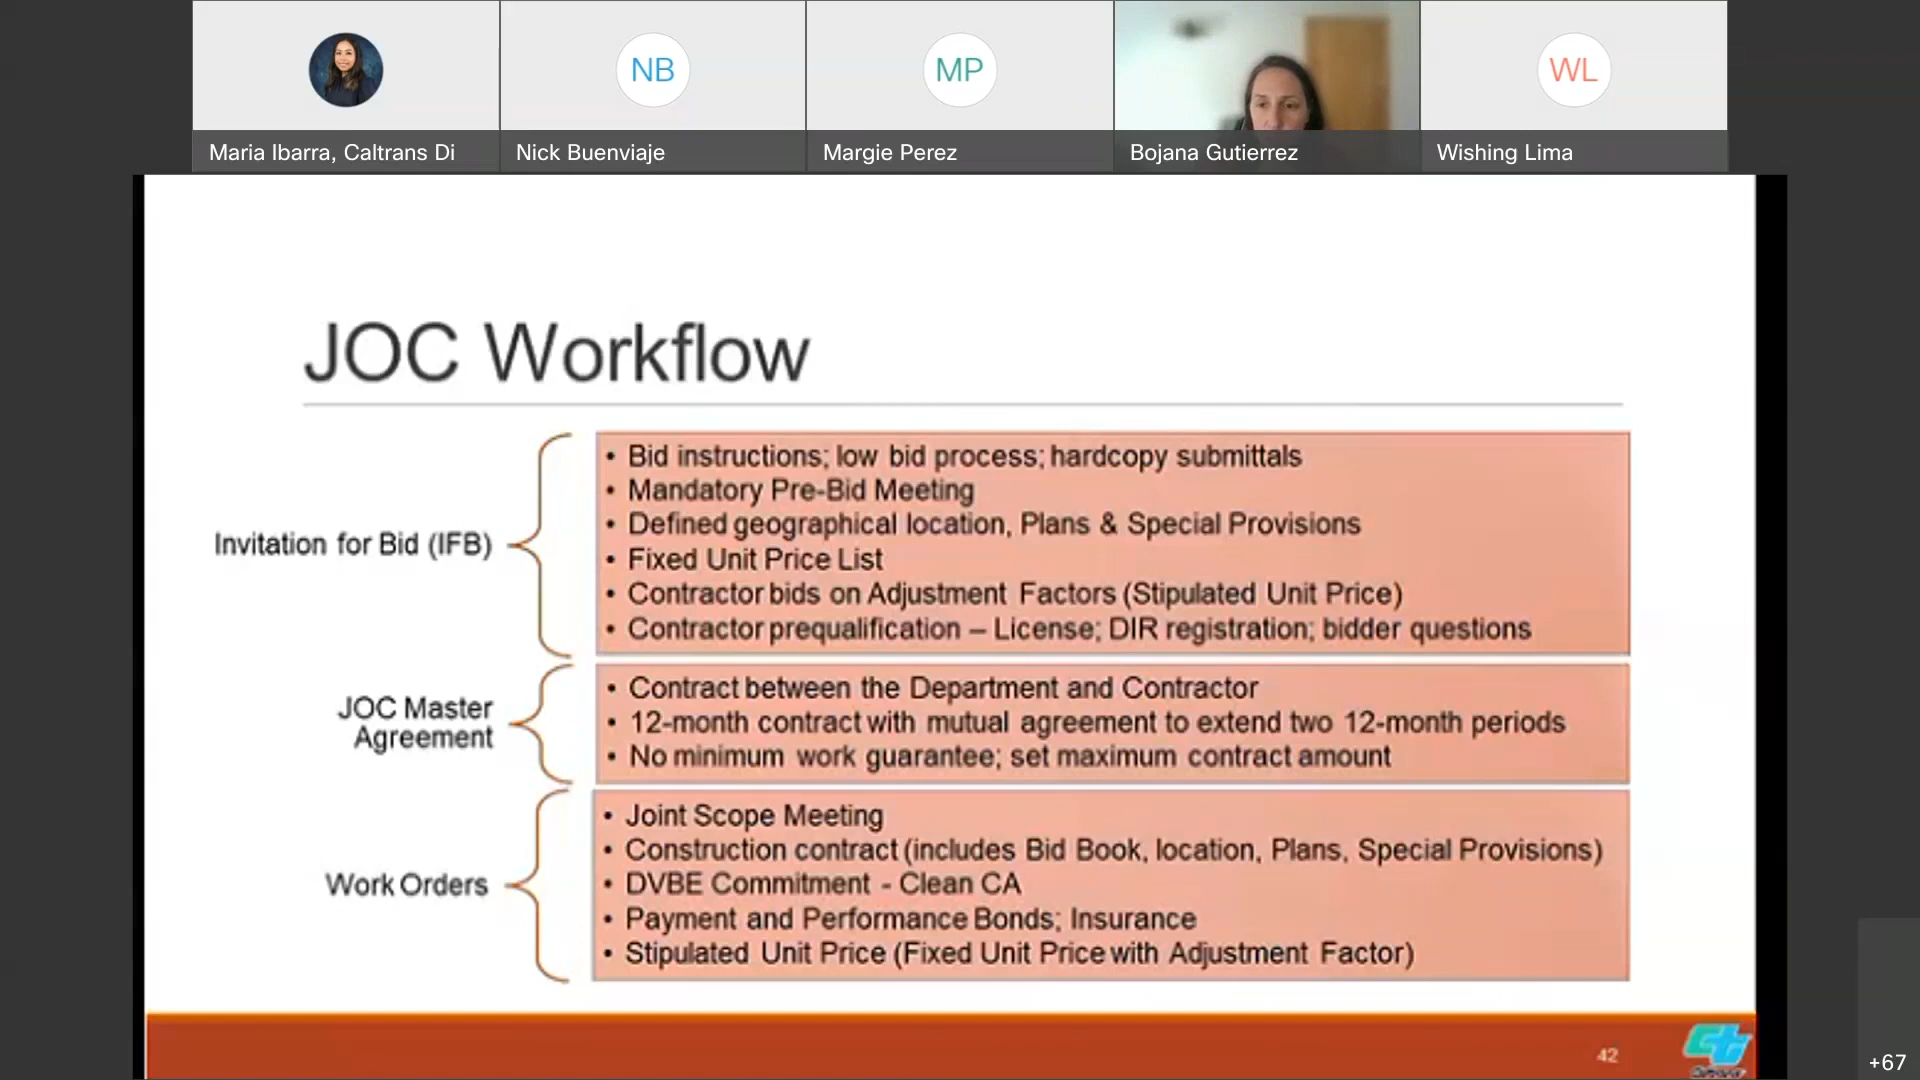 NB
MP
WL
Maria Ibarra, Caltrans Di
Nick Buenviaje
Margie Perez
Bojana Gutierrez
Wishing Lima
JOC Workflow
Invitation for Bid (IFB)
• Bid instructions; low bid process; hardcopy submittals
• Mandatory Pre-Bid Meeting
• Defined geographical location, Plans & Special Provisions
• Fixed Unit Price List
• Contractor bids on Adjustment Factors (Stipulated Unit Price)
• Contractor prequalification – License; DIR registration; bidder questions
JOC Master
Agreement
• Contract between the Department and Contractor
• 12-month contract with mutual agreement to extend two 12-month periods
• No minimum work guarantee; set maximum contract amount
Work Orders
• Joint Scope Meeting
• Construction contract (includes Bid Book, location, Plans, Special Provisions)
• DVBE Commitment - Clean CA
• Payment and Performance Bonds; Insurance
• Stipulated Unit Price (Fixed Unit Price with Adjustment Factor)
42
+67